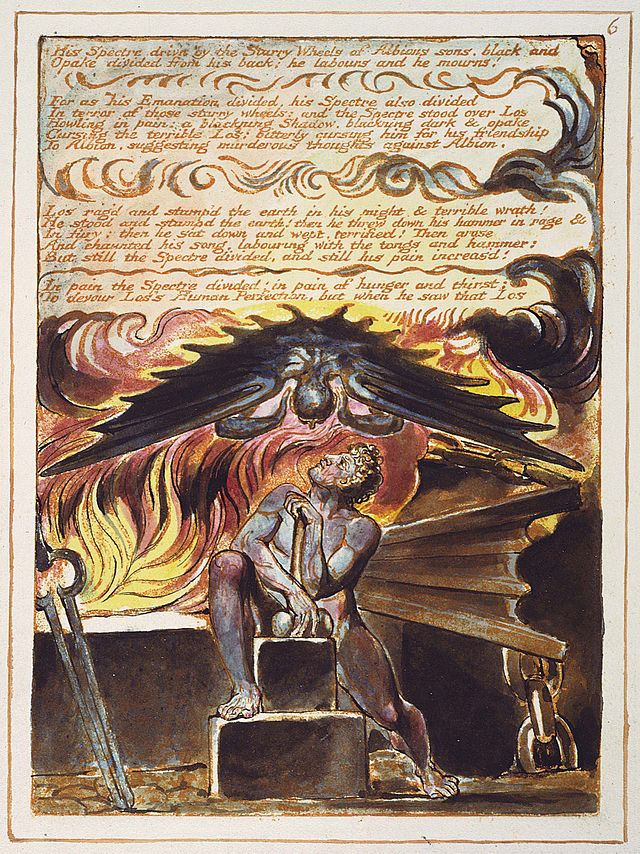 6
His Spectre driv'n by the Starry Wheels of Albions sons, black and
Opake divided from his back; he labours and he mourns!
For as his Emanation divided, his Spectre also divided
In terror of those starry wheels: and the Spectre stood over Los
Howling in pain: a blackning Shadow, blackning dark & opake
Cursing the terrible Los: bitterly cursing him for his friendship
To Albion, suggesting murderous thoughts against Albion.
Los rag'd and stamp'd the earth in his might & terrible wrath!
He stood and stampd the earth! then he threw down his hammer in rage &
In fury: then he sat down and wept, terrified! Then arose
And chaunted his song, labouring with the tongs and hammer:
But still the Spectre divided, and still his pain increas'd!
In pain the Spectre divided: in pain of hunger and thirst:
To devour Los's Human Perfection, but when he saw that Los